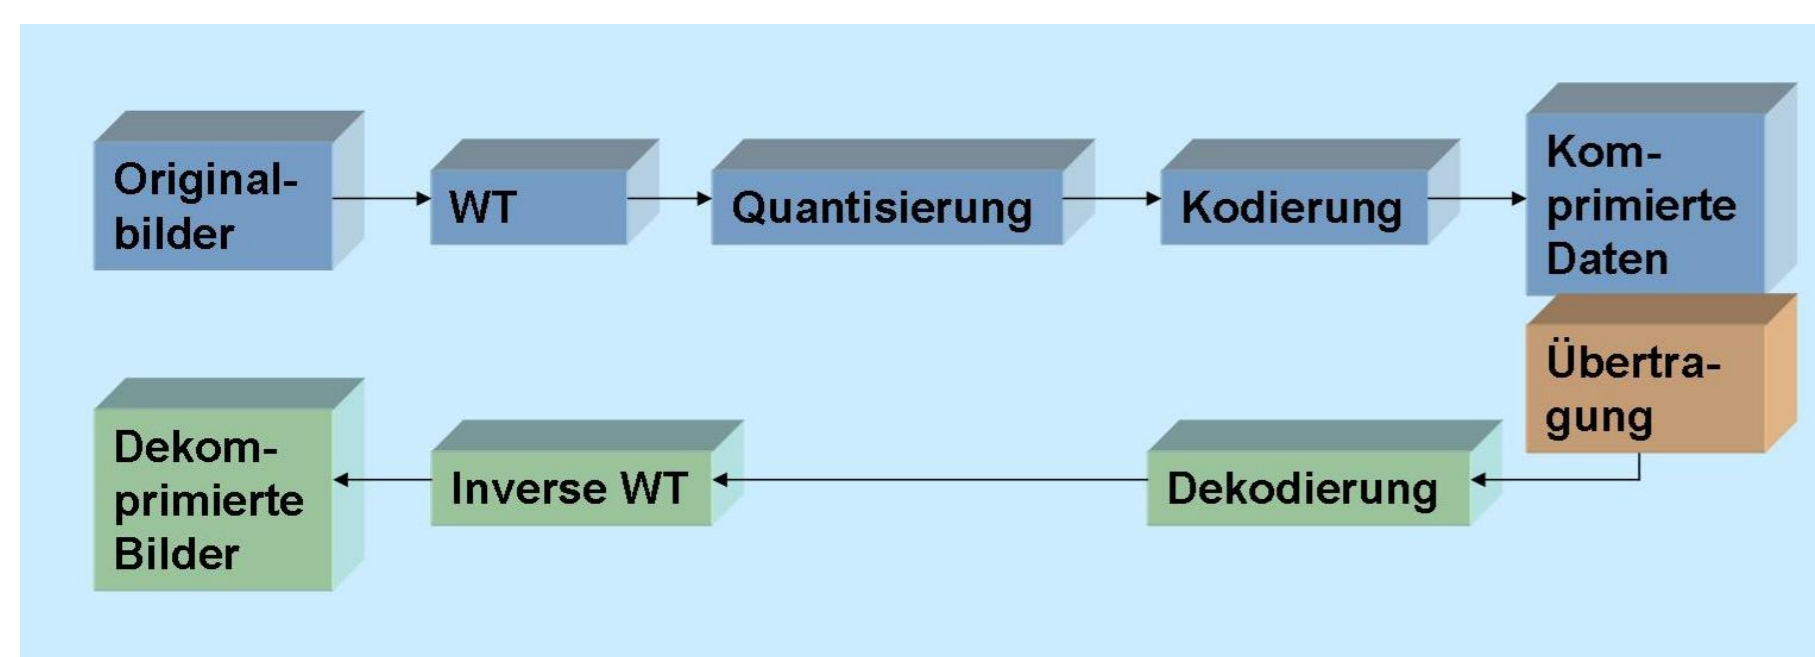 Original-
bilder
WT
Quantisierung
Kodierung
Kom-
primierte
Daten
Übertra-
gung
Dekodierung
Inverse WT
Dekom-
primierte
Bilder